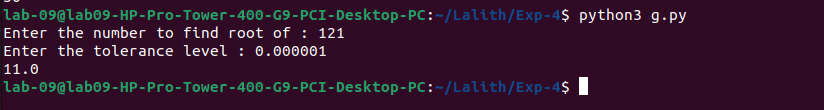 lab-09@lab09-HP-Pro-Tower-400-G9-PCI-Desktop-PC:~/Lalith/Exp-4$ python3 g.py
Enter the number to find root of : 121
Enter the tolerance level : 0.000001
11.0
lab-09@lab09-HP-Pro-Tower-400-G9-PCI-Desktop-PC:~/Lalith/Exp-4$